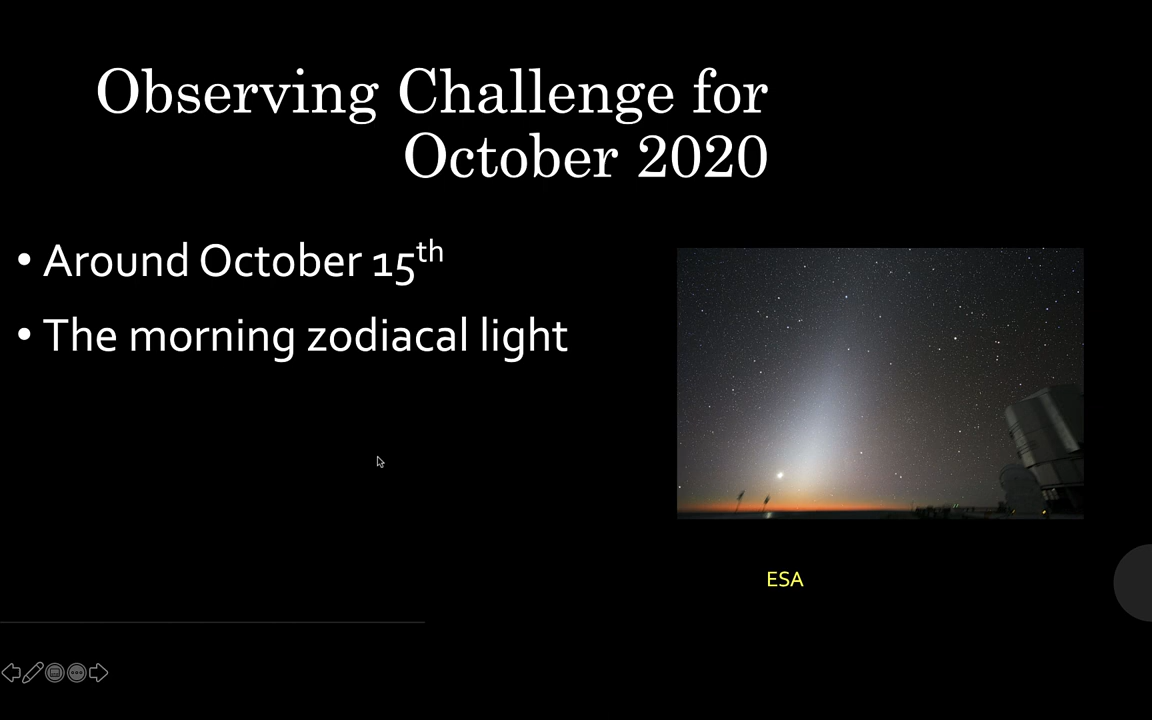 Observing Challenge for
October 2020
• Around October 15th
• The morning zodiacal light
ESA